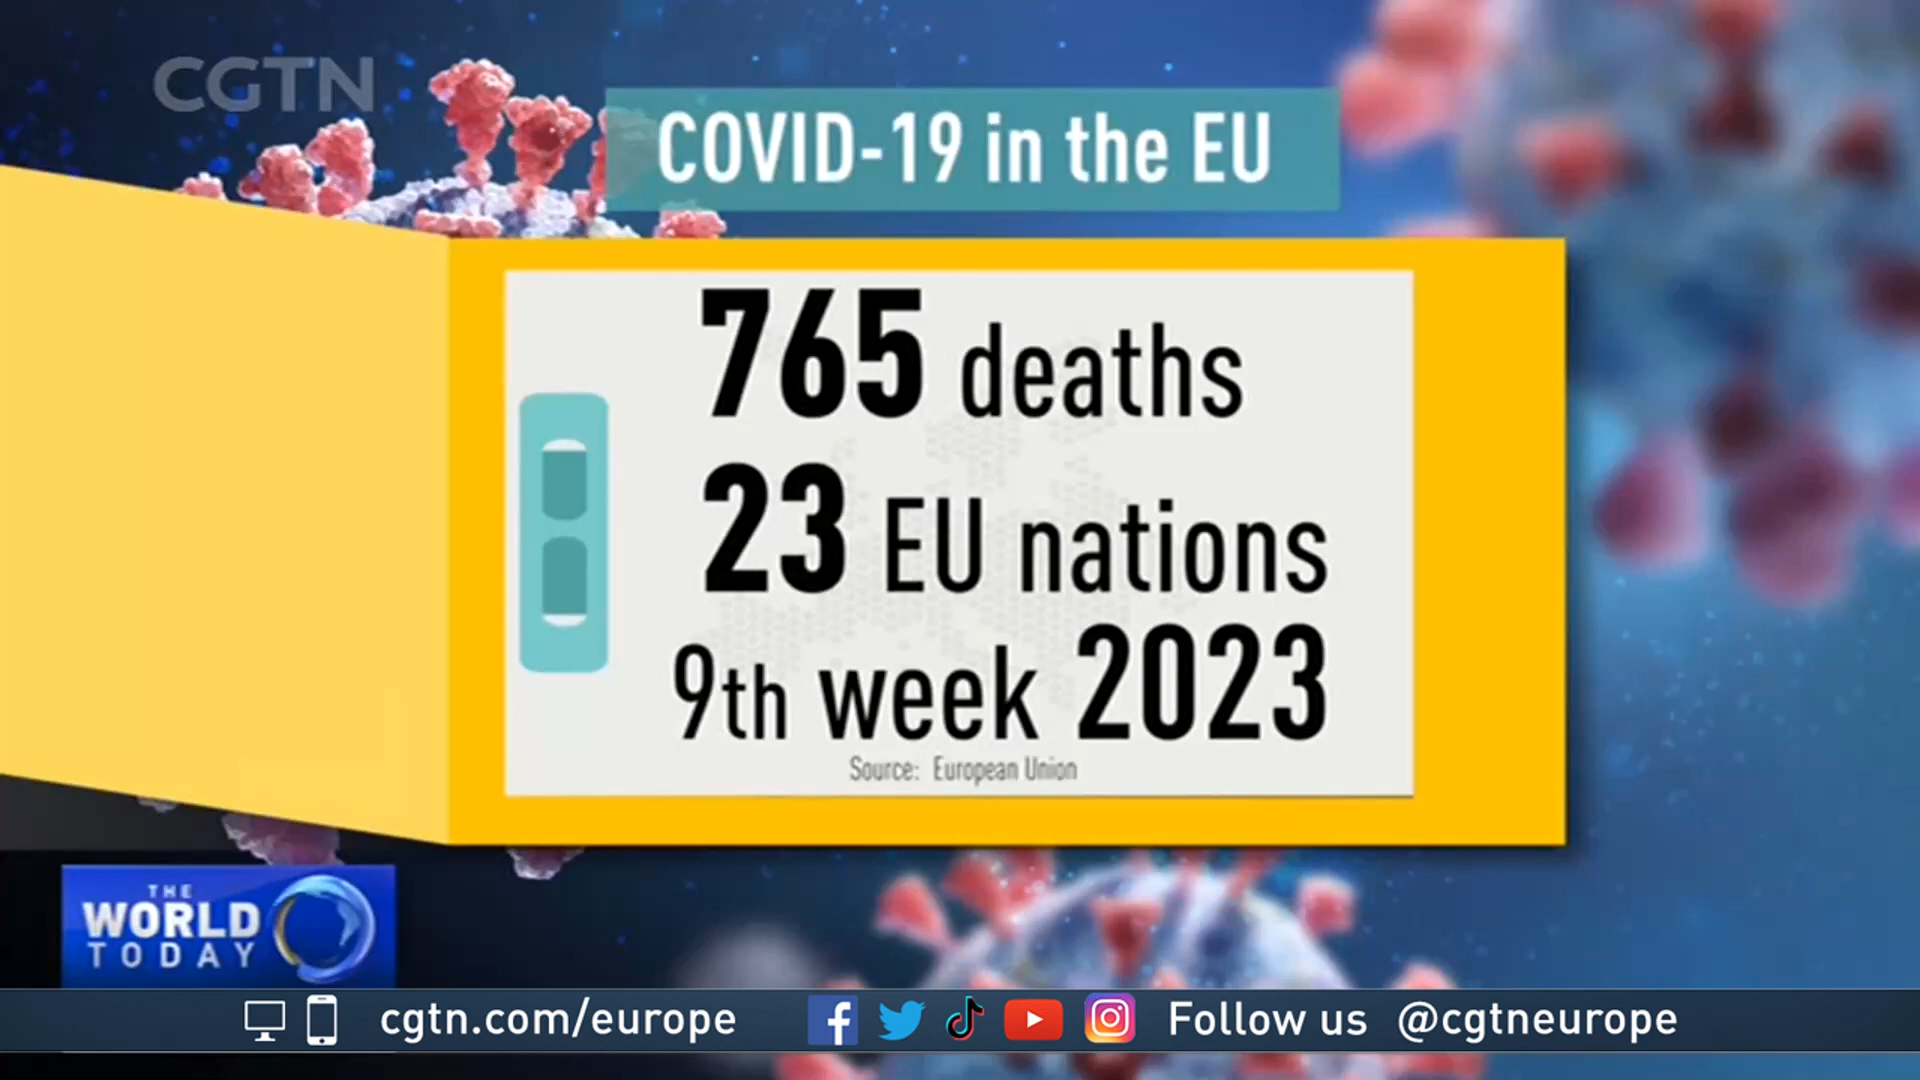 CGTN
COVID-19 in the EU
765 deaths
23 EU nations
9th week 2023
Source: European Union
THE
WORLD
TODAY
cgtn.com/europe
Follow us @cgtneurope